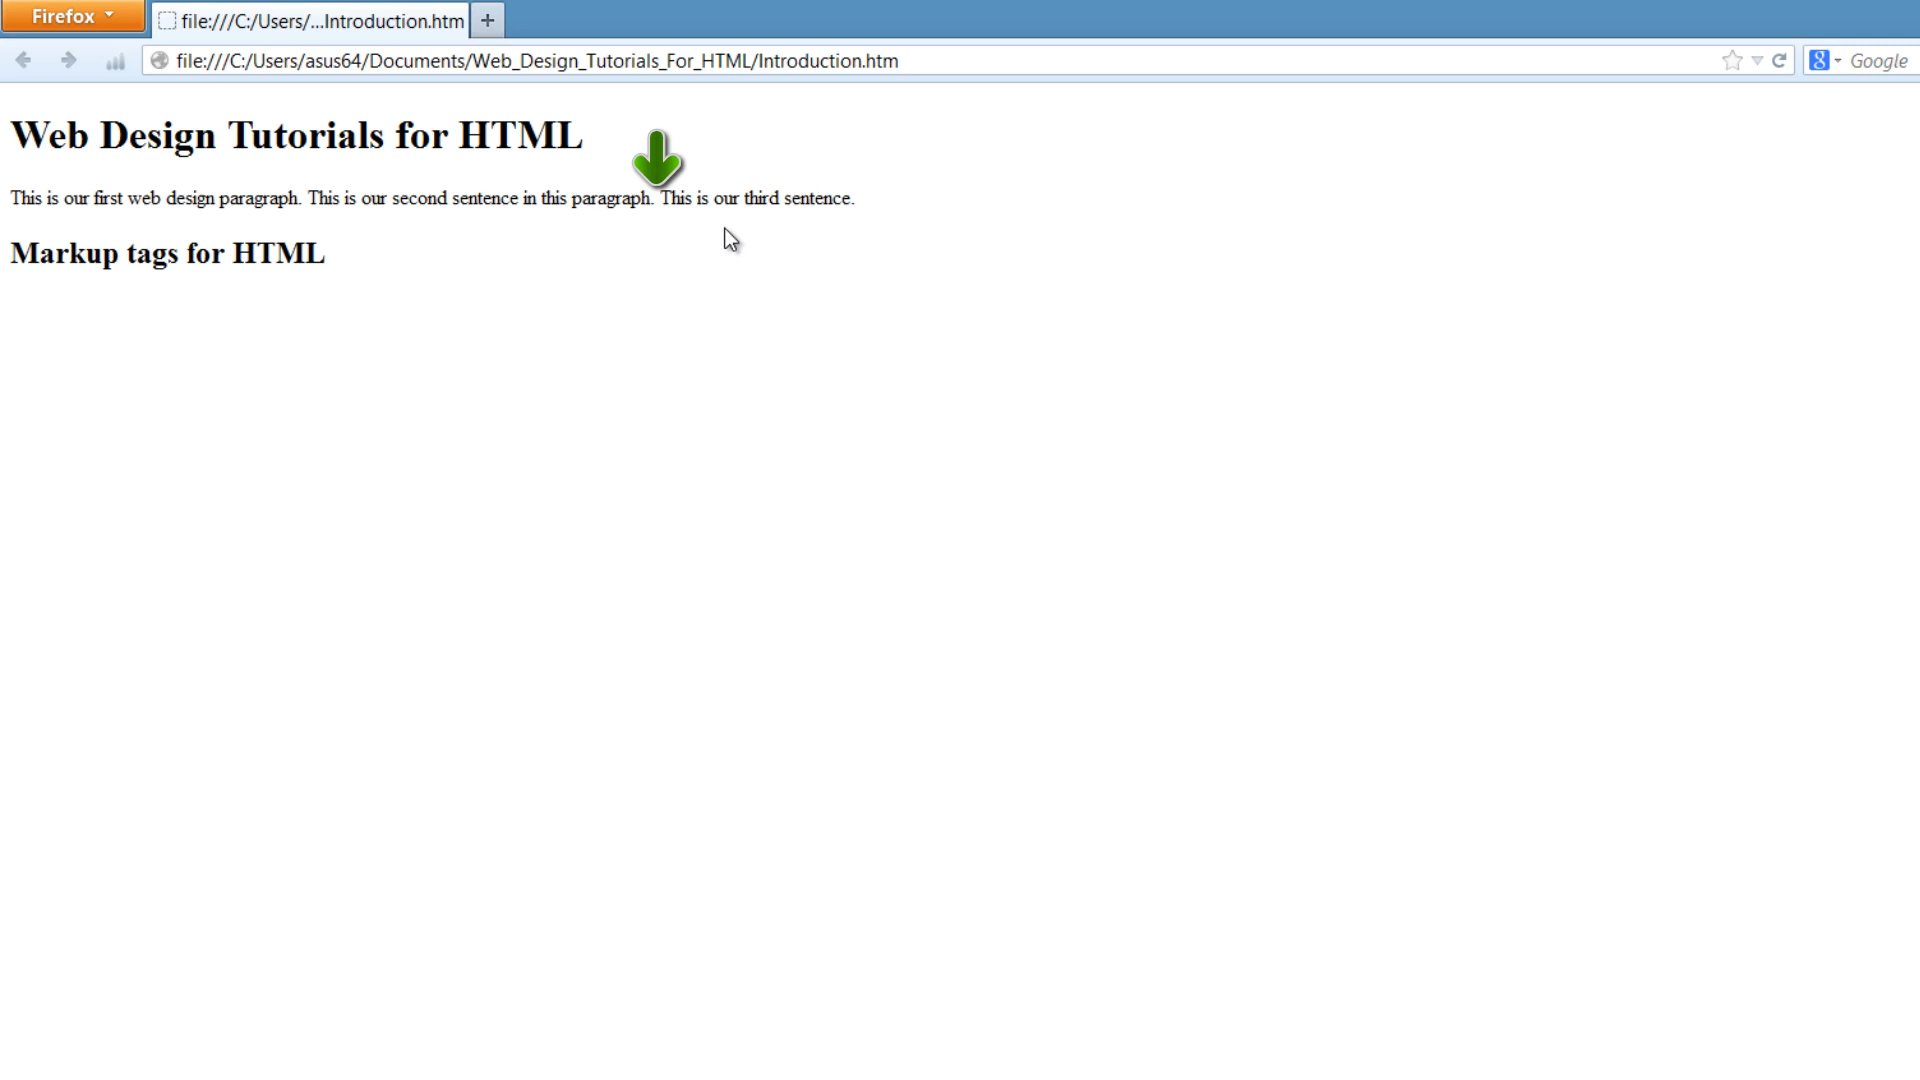 Firefox
file:///C:/Users/...Introduction.htm
+
file:///C:/Users/asus64/Documents/Web_Design_Tutorials_For_HTML/Introduction.htm
8 Google
Web Design Tutorials for HTML
This is our first web design paragraph. This is our second sentence in this paragraph. This is our third sentence.
Markup tags for HTML